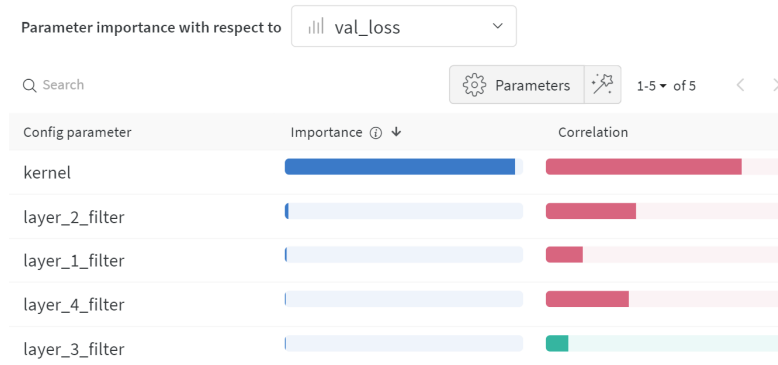 Parameter importance with respect to val_loss
Search Parameters 1-5 of 5
Config parameter Importance Correlation
kernel
layer_2_filter
layer_1_filter
layer_4_filter
layer_3_filter